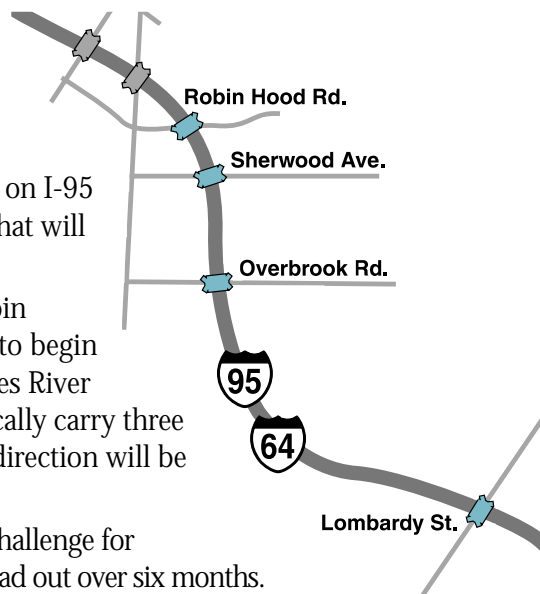 Robin Hood Rd.
Sherwood Ave.
on I-95
hat will
Overbrook Rd.
to begin
es River
cally carry three
direction will be
95
64
Lombardy St.
hallenge for
ad out over six months.